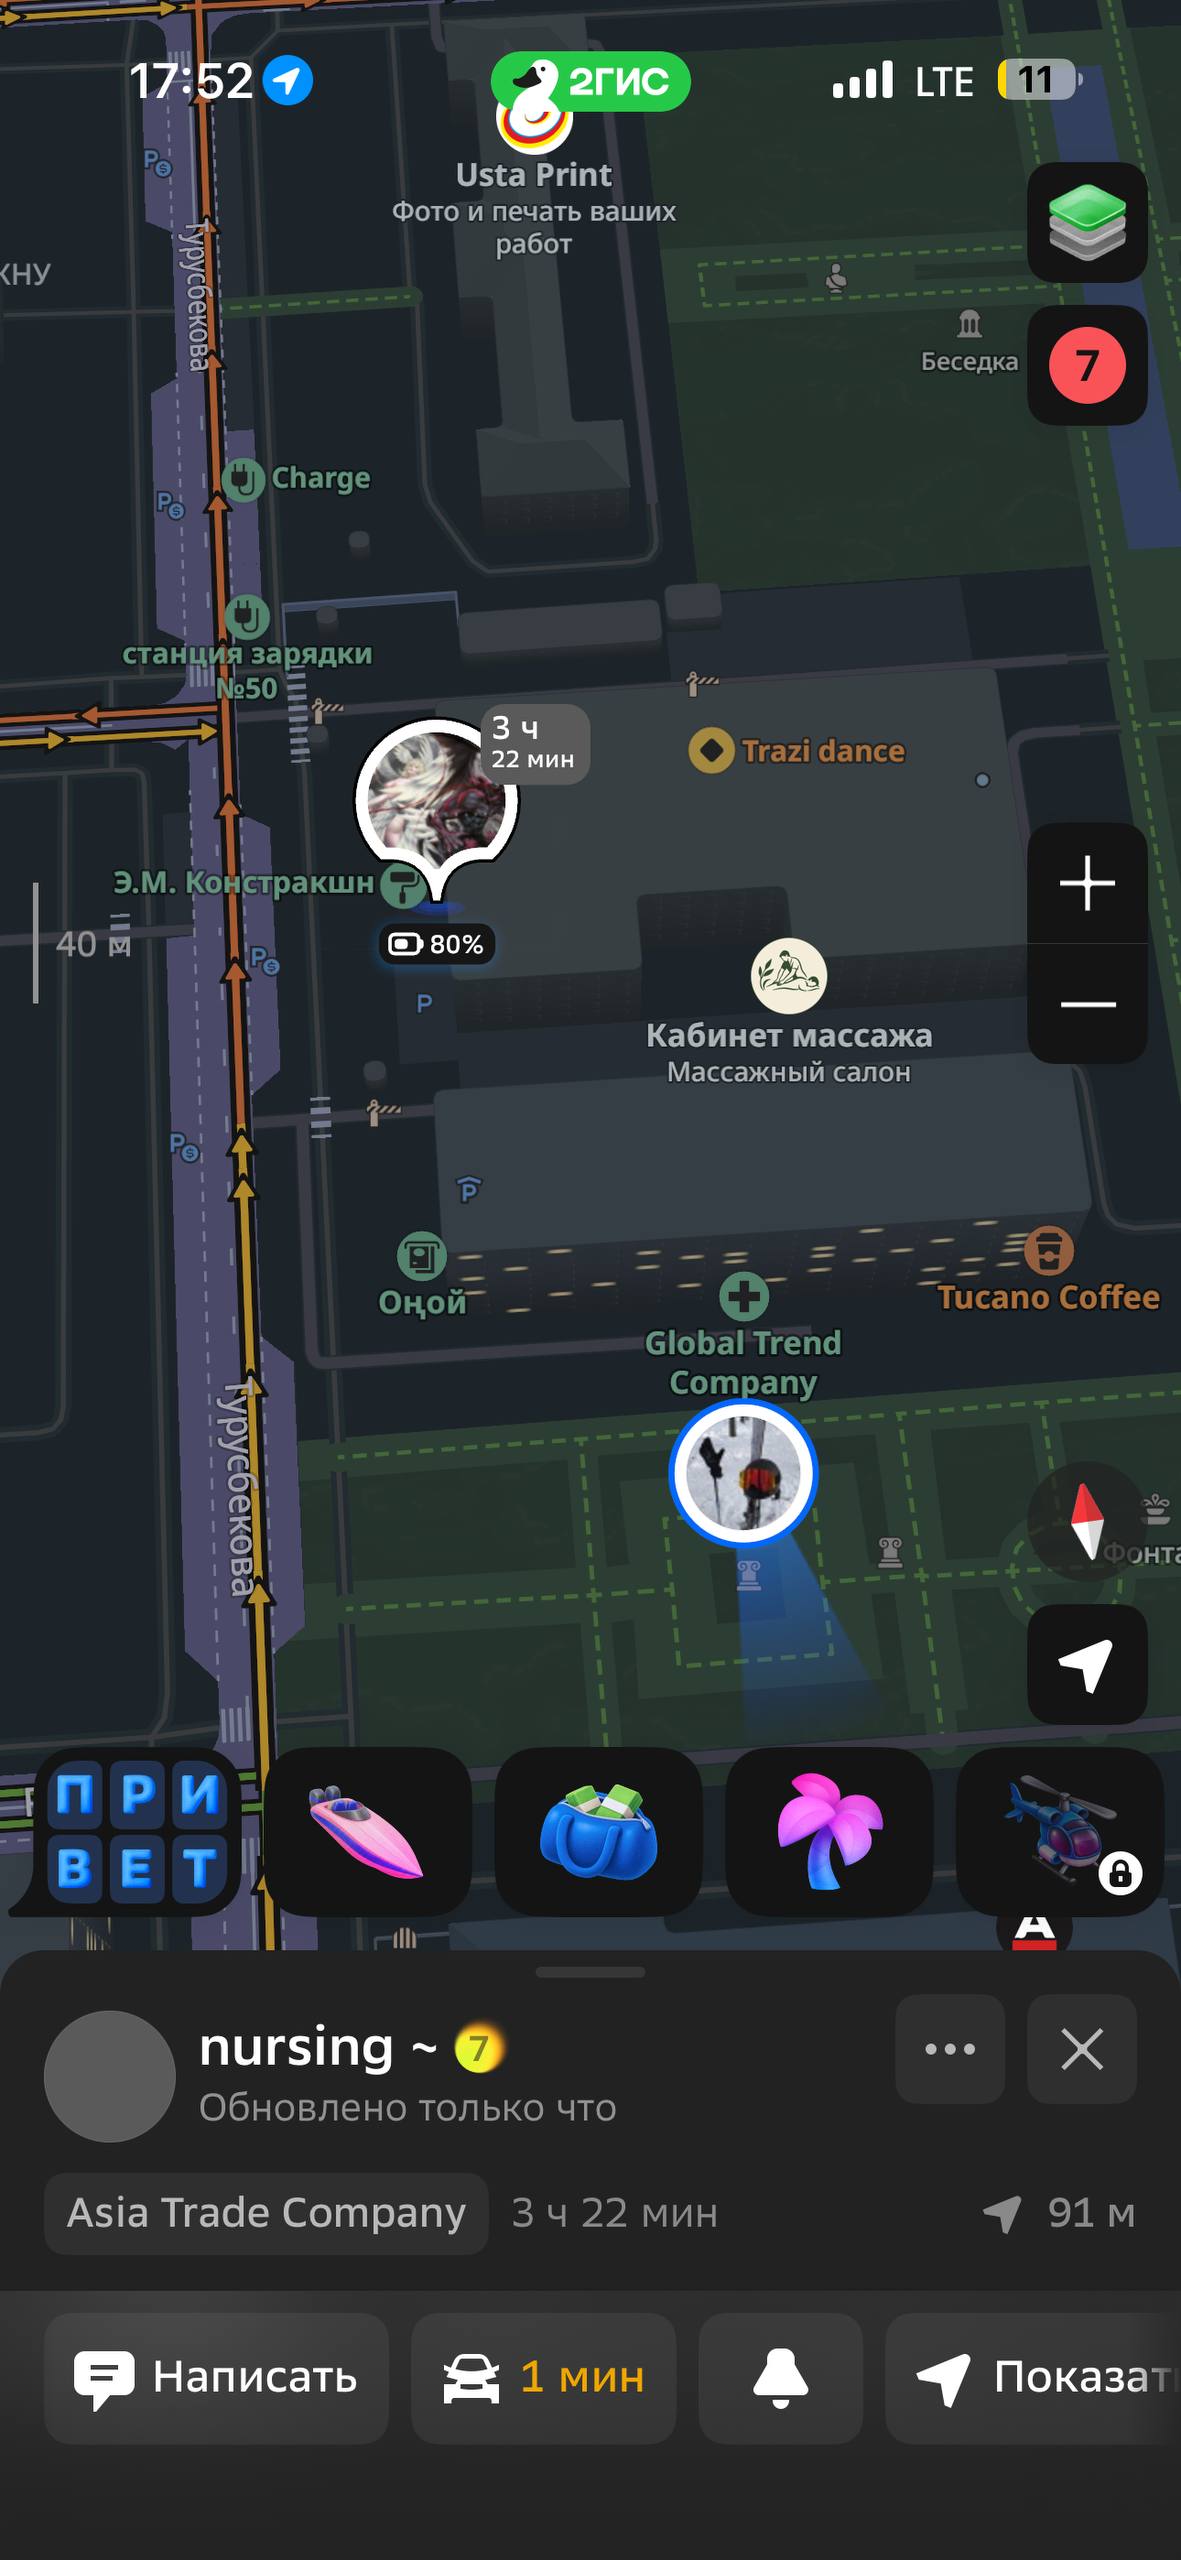 17:52
2ГИС
LTE
11
Usta Print
Фото и печать ваших
работ
Турусбекова
КНУ
Беседка
7
Charge
станция зарядки
№50
3 ч
22 мин
Trazi dance
Э.М. Констракшн
40 м
80%
P
Кабинет массажа
Массажный салон
P
Оңой
Tucano Coffee
Global Trend
Company
Турусбекова
ПРИ
ВЕТ
A
nursing ~ 7
Обновлено только что
Asia Trade Company
3 ч 22 мин
91 м
Написать
1 мин